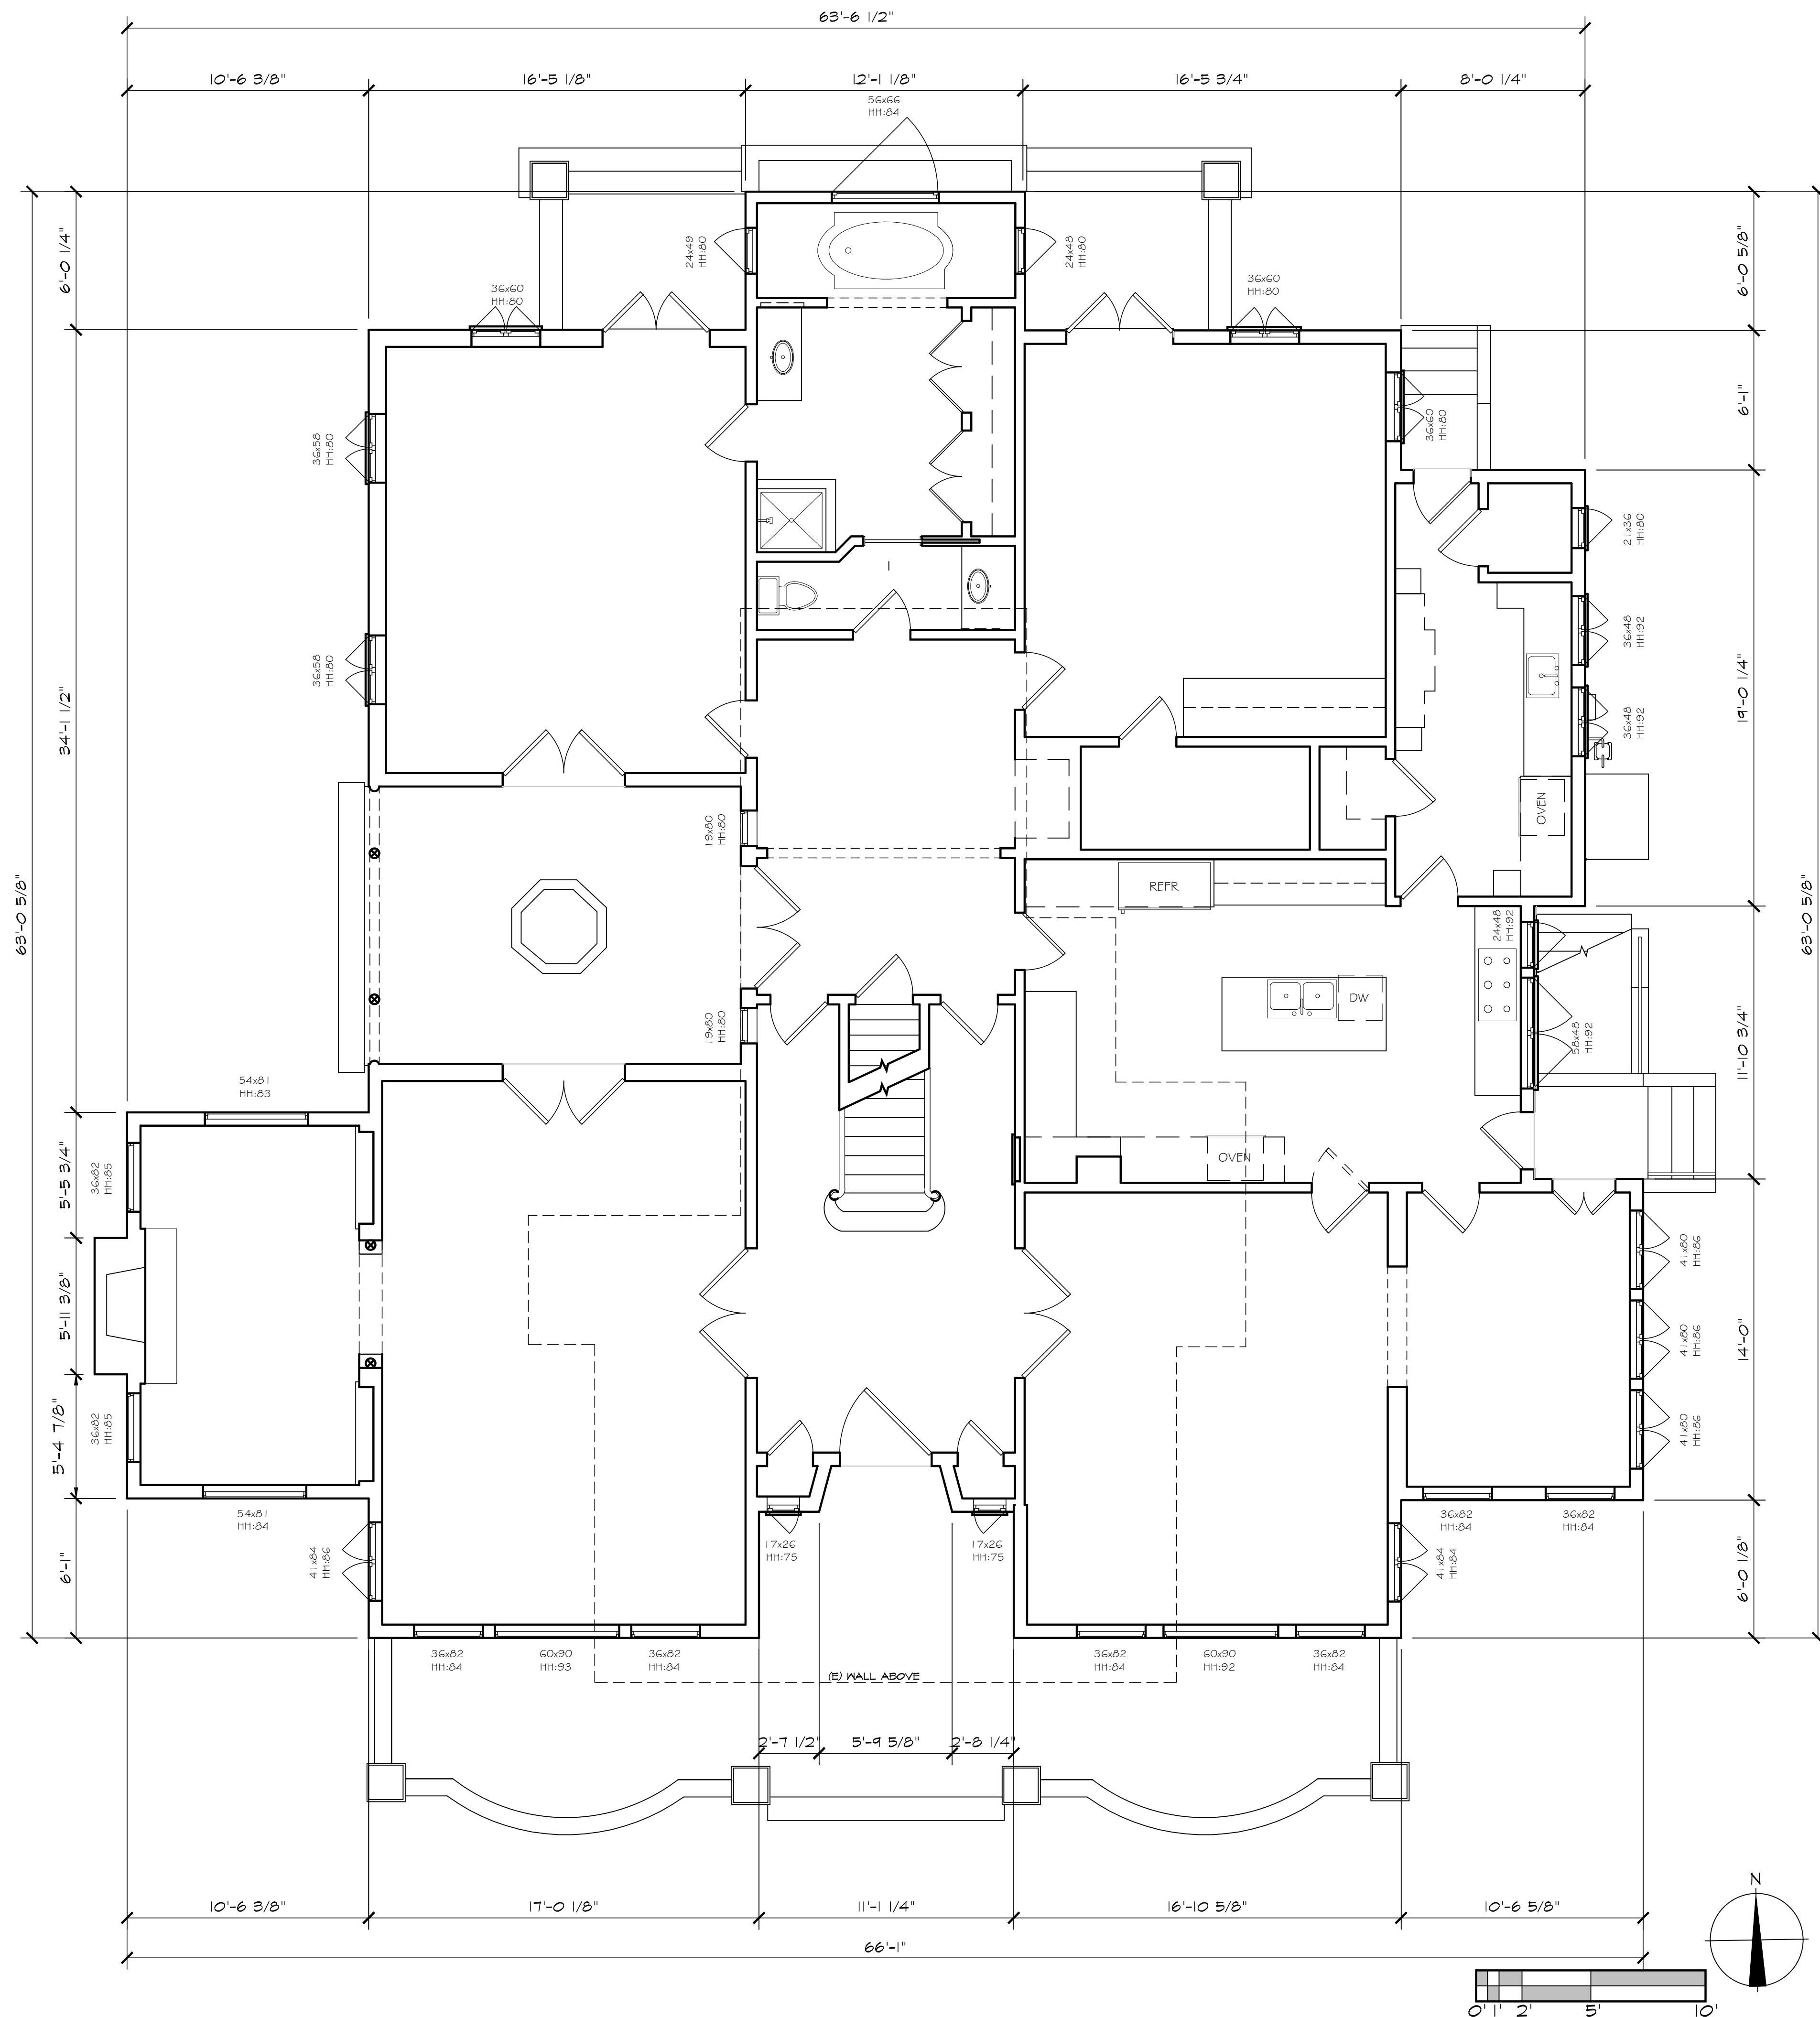 63'-6 1/2"
10'-6 3/8"
16'-5 1/8"
12'-1 1/8"
16'-5 3/4"
8'-0 1/4"
56x66
HH:84
6'-0 1/4"
24x49
HH:80
24x48
HH:80
6'-0 5/8"
36x60
HH:80
36x60
HH:80
36x58
HH:80
36x60
HH:80
6'-1"
21x36
HH:80
36x48
HH:92
36x58
HH:80
36x48
HH:92
34'-1 1/2"
19'-0 1/4"
OVEN
19x80
HH:80
REFR
63'-0 5/8"
63'-0 5/8"
24x48
HH:92
DW
19x80
HH:80
58x48
HH:92
11'-10 3/4"
54x81
HH:83
OVEN
36x82
HH:85
5'-5 3/4"
41x80
HH:86
5'-11 3/8"
41x80
HH:86
14'-0"
36x82
HH:85
5'-4 7/8"
41x80
HH:86
54x81
HH:84
36x82
HH:84
36x82
HH:84
17x26
HH:75
17x26
HH:75
41x84
HH:86
41x84
HH:84
6'-1"
6'-0 1/8"
36x82
HH:84
60x90
HH:93
36x82
HH:84
36x82
HH:84
60x90
HH:92
36x82
HH:84
(E) WALL ABOVE
2'-7 1/2"
5'-9 5/8"
2'-8 1/4"
10'-6 3/8"
17'-0 1/8"
11'-1 1/4"
16'-10 5/8"
10'-6 5/8"
66'-1"
N
0' 1' 2' 5' 10'